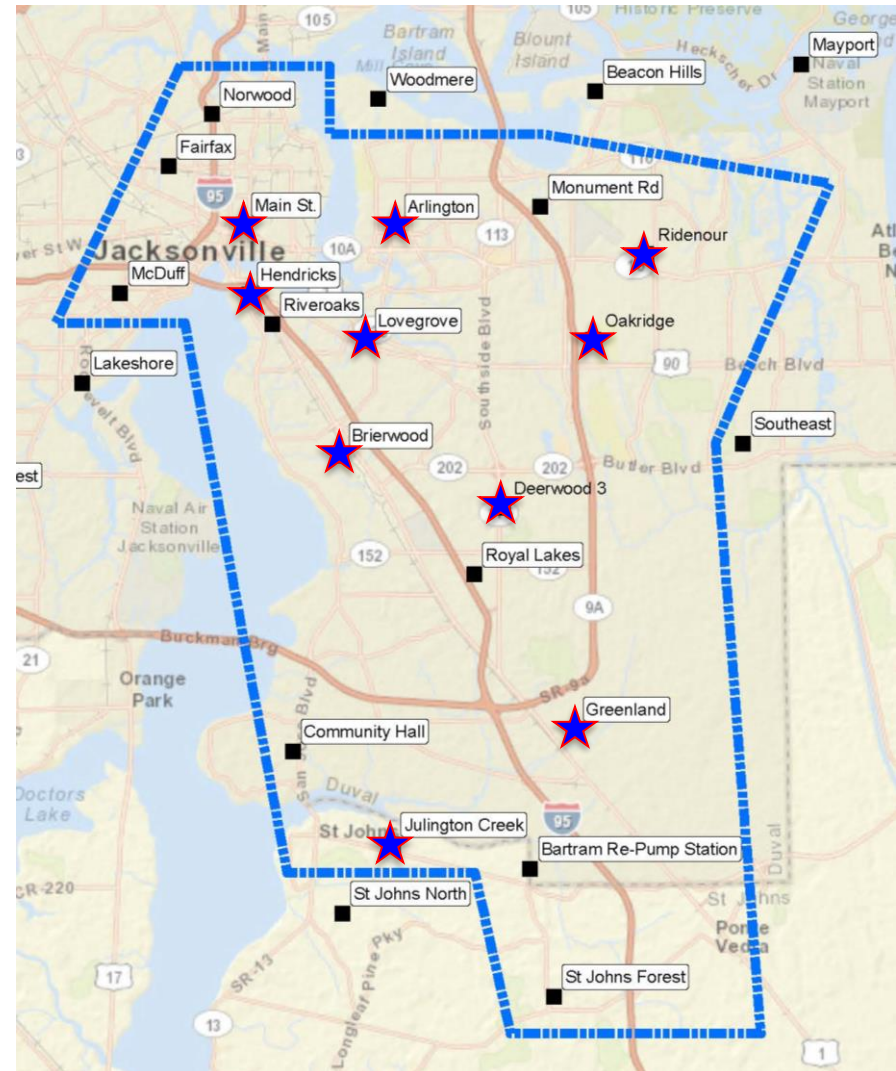 105
105
Historic Preserve
George
Main St
Bartram
Island
Blount
Island
Heckscher Dr
Mayport
Naval
Station
Mayport
Mill Cove
Woodmere
Beacon Hills
Norwood
Fairfax
95
Monument Rd
Main St.
Arlington
Ridenour
113
10A
Jacksonville
McDuff
Hendricks
Riveroaks
Lovegrove
Oakridge
Southside Blvd
90
Beach Blvd
Lakeshore
Roosevelt Blvd
Brierwood
Southeast
202
202
Butler Blvd
est
Deerwood 3
Naval Air
Station
Jacksonville
152
Royal Lakes
152
9A
Buckman Brg
21
Orange
Park
SR-9a
Greenland
Community Hall
San Jose Blvd
Doctors
Lake
Duval
95
St Johns
Julington Creek
Bartram Re-Pump Station
Duval
CR-220
St Johns North
St Johns
Ponte
Vedra
17
SR-13
Longleaf Pine Pky
St Johns Forest
13
1